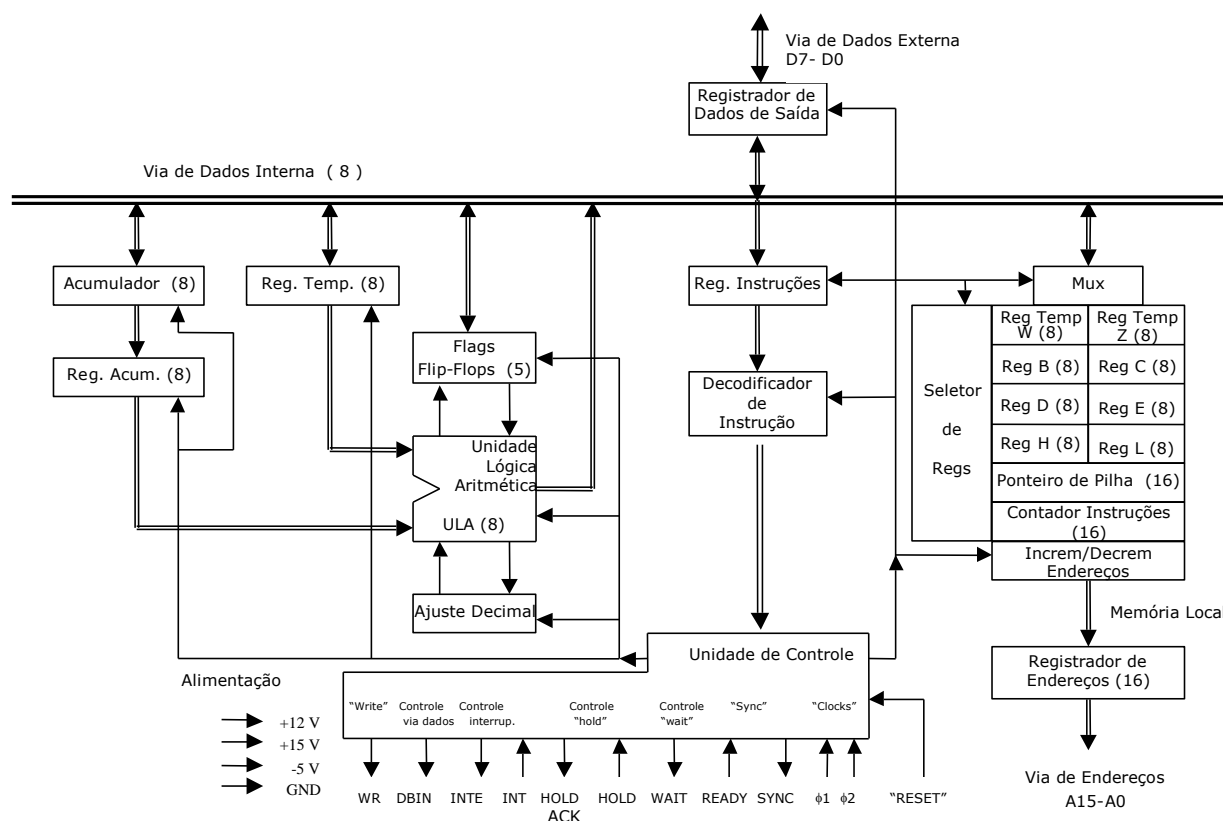 Via de Dados Externa
D7- D0
Registrador de
Dados de Saída
Via de Dados Interna ( 8 )
Acumulador (8)
Reg. Temp. (8)
Reg. Instruções
Mux
Flags
Flip-Flops (5)
Reg. Acum. (8)
Decodificador
de
Instrução
Seletor
de
Regs
Reg Temp
W (8)
Reg Temp
Z (8)
Reg B (8)
Reg C (8)
Reg D (8)
Reg E (8)
Reg H (8)
Reg L (8)
Ponteiro de Pilha (16)
Contador Instruções
(16)
Increm/Decrem
Endereços
Unidade
Lógica
Aritmética
ULA (8)
Ajuste Decimal
Memória Local
Unidade de Controle
Registrador de
Endereços (16)
Alimentação
+12 V
+15 V
-5 V
GND
“Write”
Controle
via dados
Controle
interrup.
Controle
“hold”
Controle
“wait”
“Sync”
“Clocks”
WR
DBIN
INTE
INT
HOLD
ACK
HOLD
WAIT
READY
SYNC
ϕ1
ϕ2
“RESET”
Via de Endereços
A15-A0